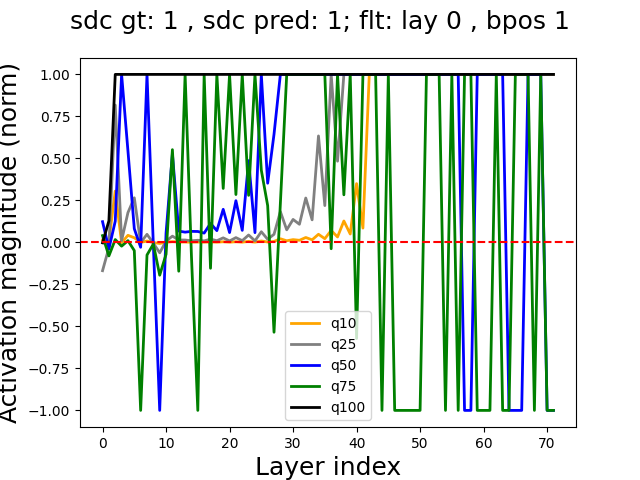 sdc gt: 1 , sdc pred: 1; flt: lay 0 , bpos 1
Activation magnitude (norm)
1.00
0.75
0.50
0.25
0.00
−0.25
−0.50
−0.75
−1.00
q10
q25
q50
q75
q100
0 10 20 30 40 50 60 70
Layer index